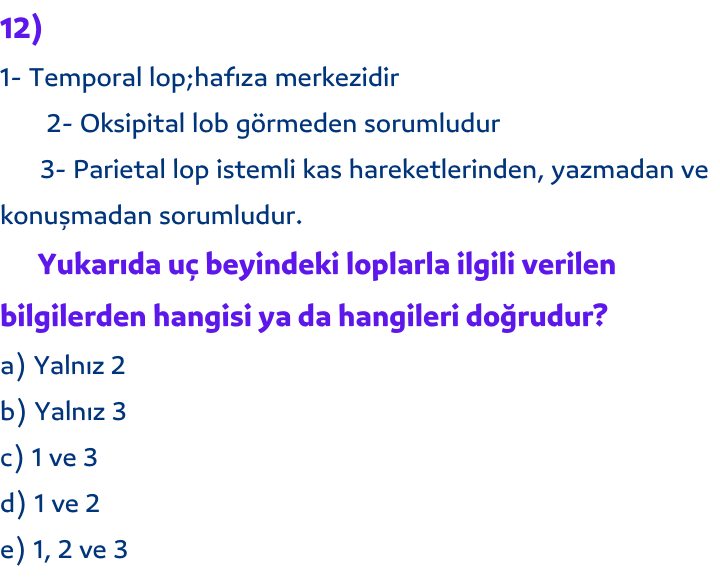 12)
1- Temporal lop;hafıza merkezidir
2- Oksipital lob görmeden sorumludur
3- Parietal lop istemli kas hareketlerinden, yazmadan ve
konuşmadan sorumludur.
Yukarıda uç beyindeki loplarla ilgili verilen
bilgilerden hangisi ya da hangileri doğrudur?
a) Yalnız 2
b) Yalnız 3
c) 1 ve 3
d) 1 ve 2
e) 1, 2 ve 3